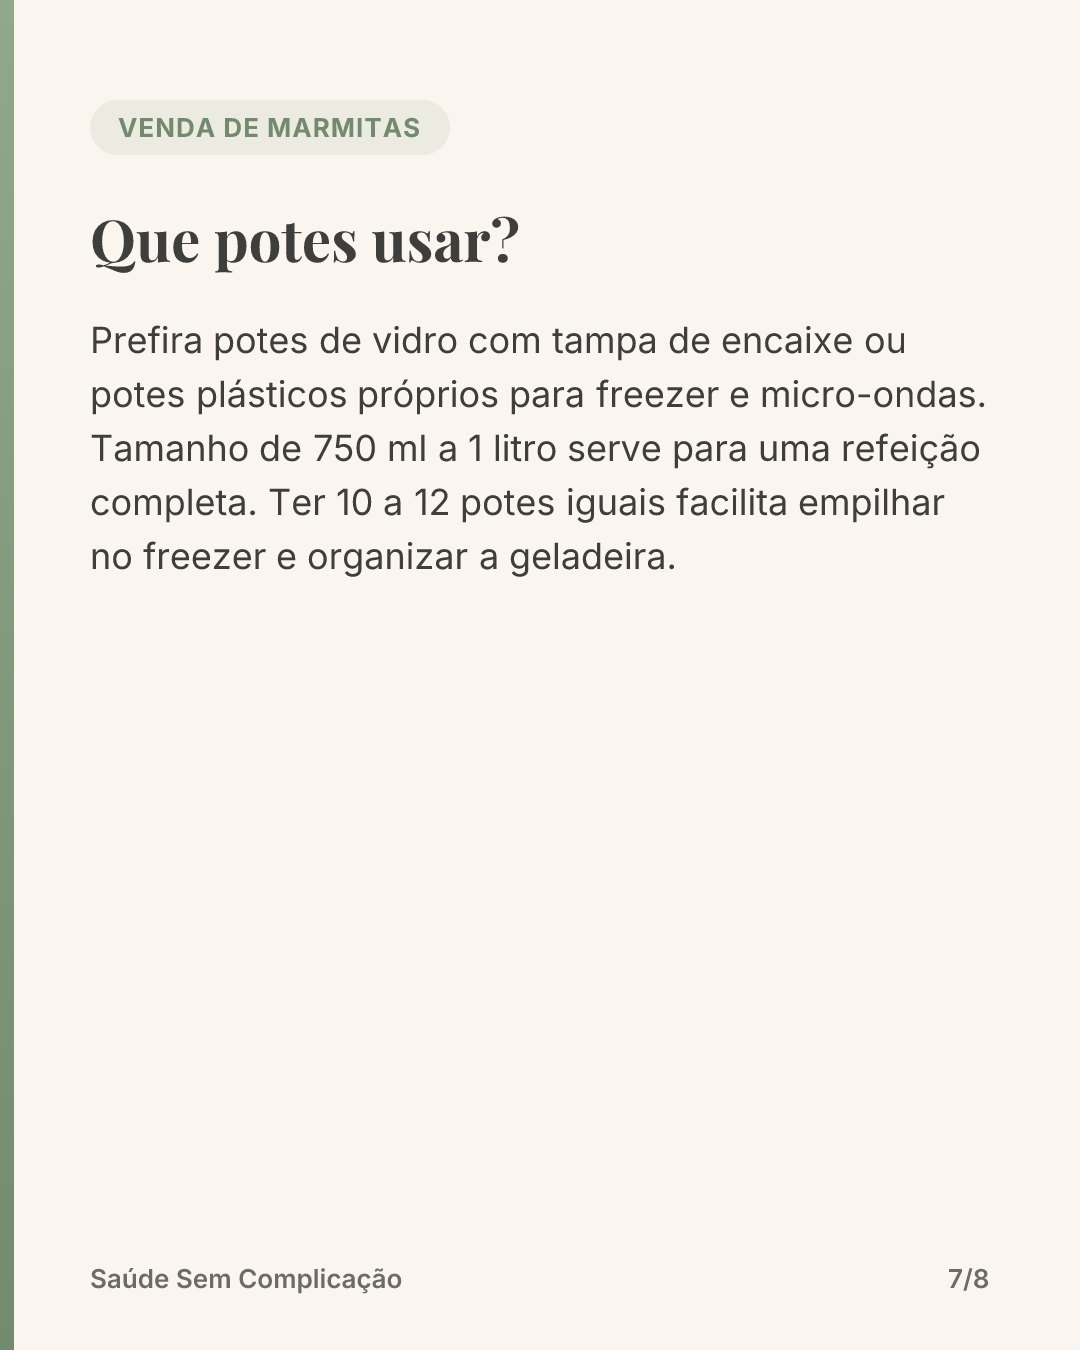 VENDA DE MARMITAS
Que potes usar?
Prefira potes de vidro com tampa de encaixe ou
potes plásticos próprios para freezer e micro-ondas.
Tamanho de 750 ml a 1 litro serve para uma refeição
completa. Ter 10 a 12 potes iguais facilita empilhar
no freezer e organizar a geladeira.
Saúde Sem Complicação
7/8